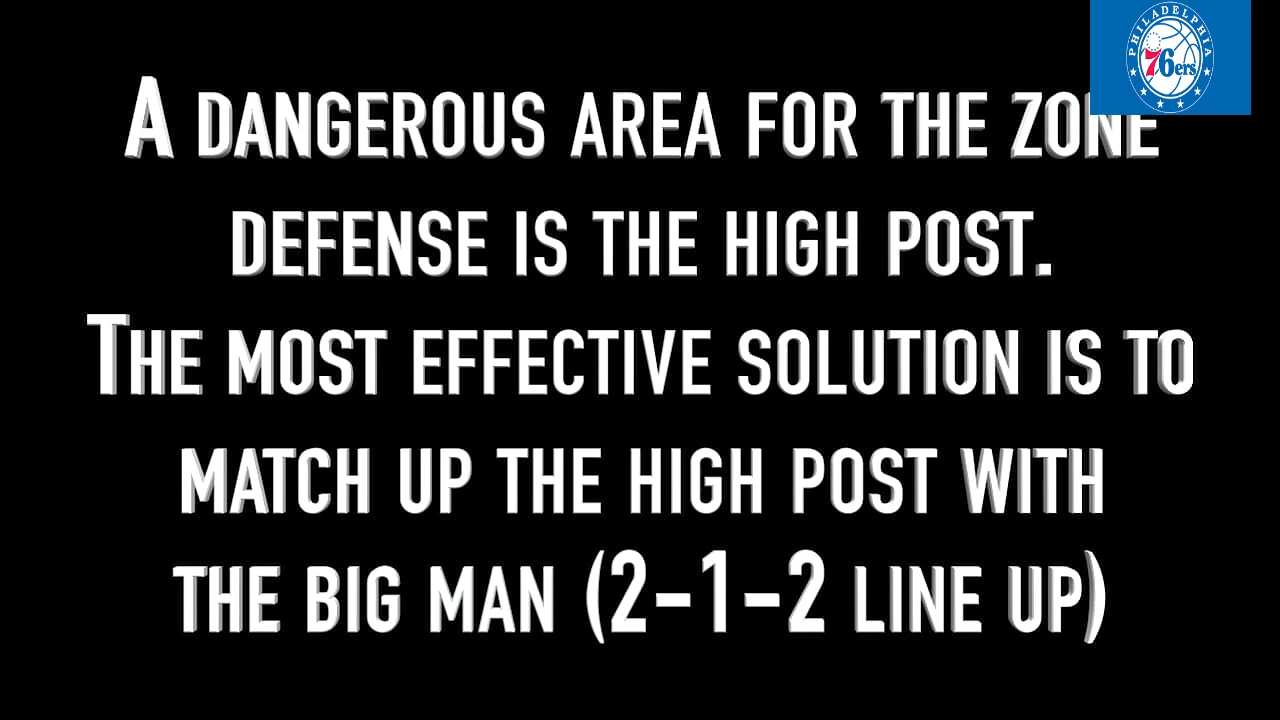 PHILADELPHIA
76ers
A DANGEROUS AREA FOR THE ZONE
DEFENSE IS THE HIGH POST.
THE MOST EFFECTIVE SOLUTION IS TO
MATCH UP THE HIGH POST WITH
THE BIG MAN (2-1-2 LINE UP)